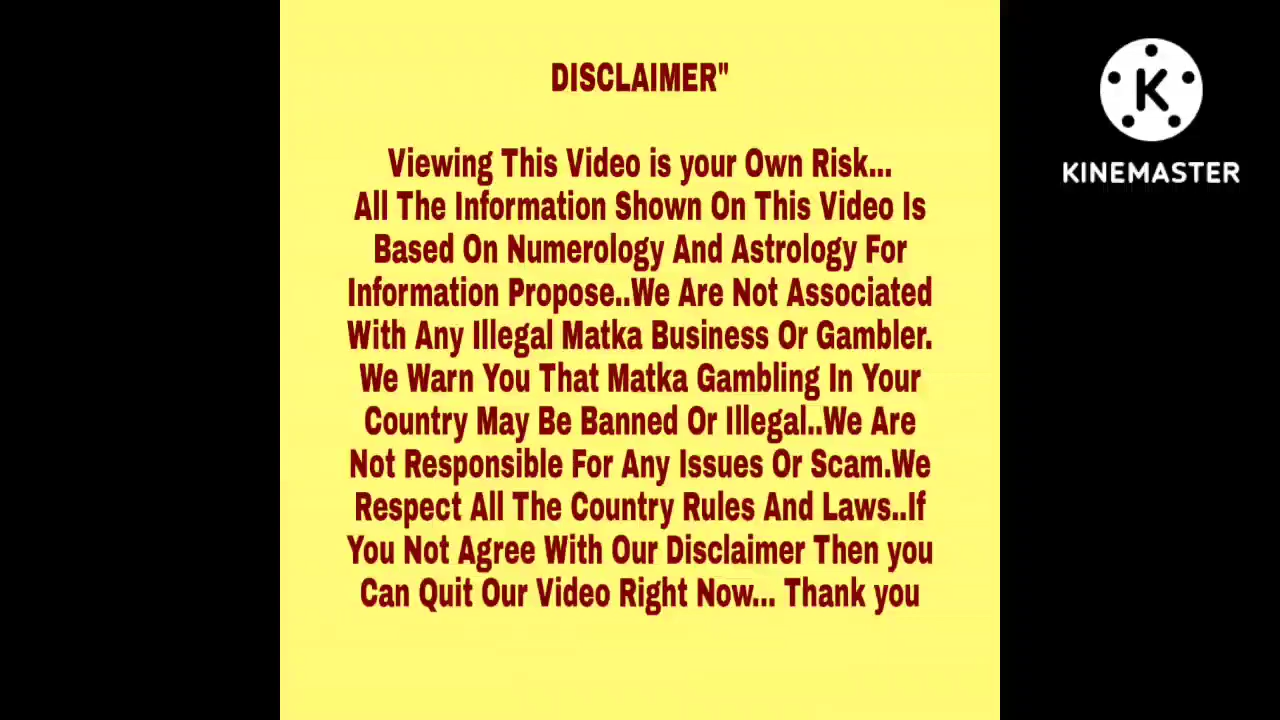 DISCLAIMER"
Viewing This Video is your Own Risk...
All The Information Shown On This Video Is
Based On Numerology And Astrology For
Information Propose..We Are Not Associated
With Any Illegal Matka Business Or Gambler.
We Warn You That Matka Gambling In Your
Country May Be Banned Or Illegal..We Are
Not Responsible For Any Issues Or Scam.We
Respect All The Country Rules And Laws..If
You Not Agree With Our Disclaimer Then you
Can Quit Our Video Right Now... Thank you
K
KINEMASTER